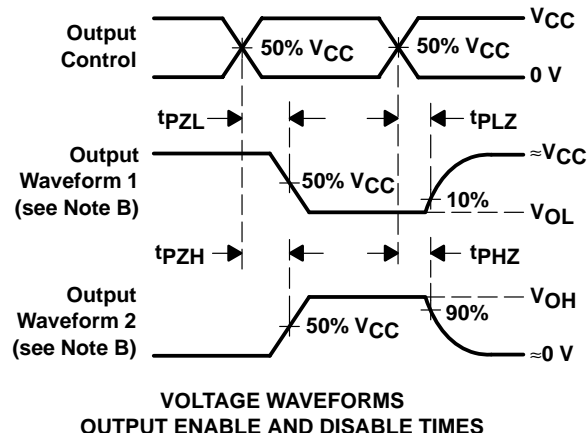 Output
Control
50% VCC
50% VCC
VCC
0 V
tPZL
tPLZ
Output
Waveform 1
(see Note B)
50% VCC
10%
≈VCC
VOL
tPZH
tPHZ
Output
Waveform 2
(see Note B)
50% VCC
90%
VOH
≈0 V
VOLTAGE WAVEFORMS
OUTPUT ENABLE AND DISABLE TIMES